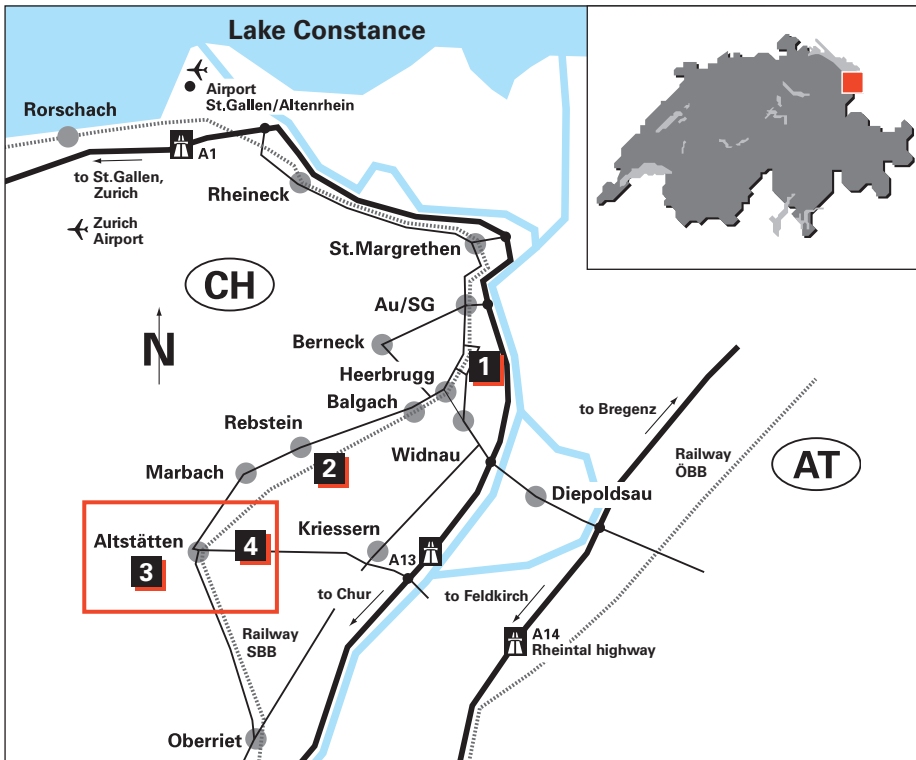 Lake Constance
Airport
St.Gallen/Altenrhein
Rorschach
A1
to St.Gallen,
Zurich
Rheineck
Zurich
Airport
St.Margrethen
CH
Au/SG
N
Berneck
1
Heerbrugg
Balgach
to Bregenz
Rebstein
Widnau
Railway
ÖBB
AT
2
Marbach
Diepoldsau
Altstätten
4
Kriessern
3
A13
to Chur
to Feldkirch
Railway
SBB
A14
Rheintal highway
Oberriet